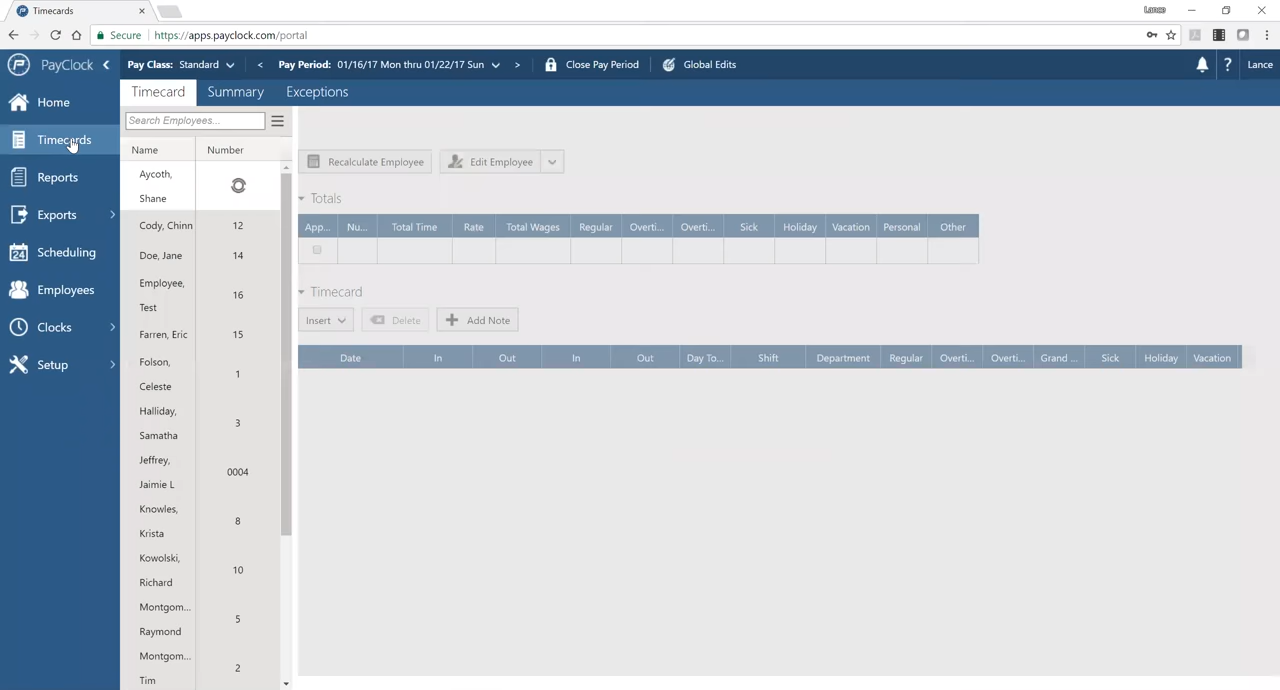 Timecards
Lance
Secure https://apps.payclock.com/portal
PayClock Pay Class: Standard < Pay Period: 01/16/17 Mon thru 01/22/17 Sun > Close Pay Period Global Edits ? Lance
Home Timecard Summary Exceptions
Search Employees...
Timecards
Name Number
Recalculate Employee Edit Employee
Aycoth,
Shane
Reports
Totals
Exports
Cody, Chinn 12
App... Nu... Total Time Rate Total Wages Regular Overti... Overti... Sick Holiday Vacation Personal Other
24 Scheduling
Doe, Jane 14
Employees
Employee,
Test 16
Timecard
Clocks
Farren, Eric 15
Insert Delete Add Note
Setup
Folson,
Celeste 1
Date In Out In Out Day To... Shift Department Regular Overti... Overti... Grand ... Sick Holiday Vacation
Halliday,
Samatha 3
Jeffrey,
Jaimie L 0004
Knowles,
Krista 8
Kowolski,
Richard 10
Montgom...
Raymond 5
Montgom...
Tim 2